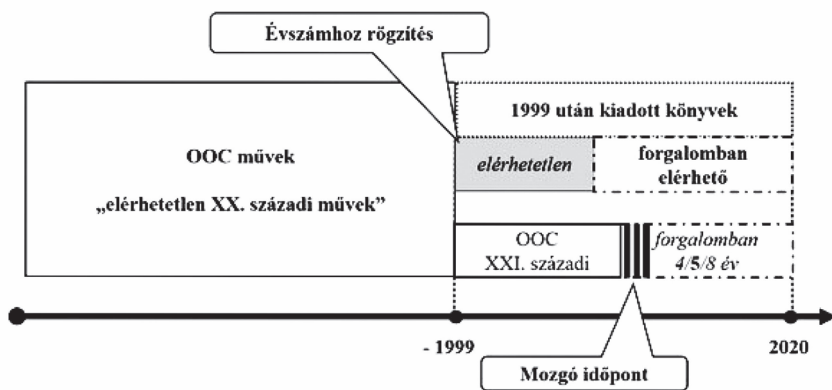 Évszámhoz rögzítés
1999 után kiadott könyvek
OOC művek
„elérhetetlen XX. századi művek”
elérhetetlen
forgalomban
elérhető
OOC
XXI. századi
forgalomban
4/5/8 év
- 1999
2020
Mozgó időpont